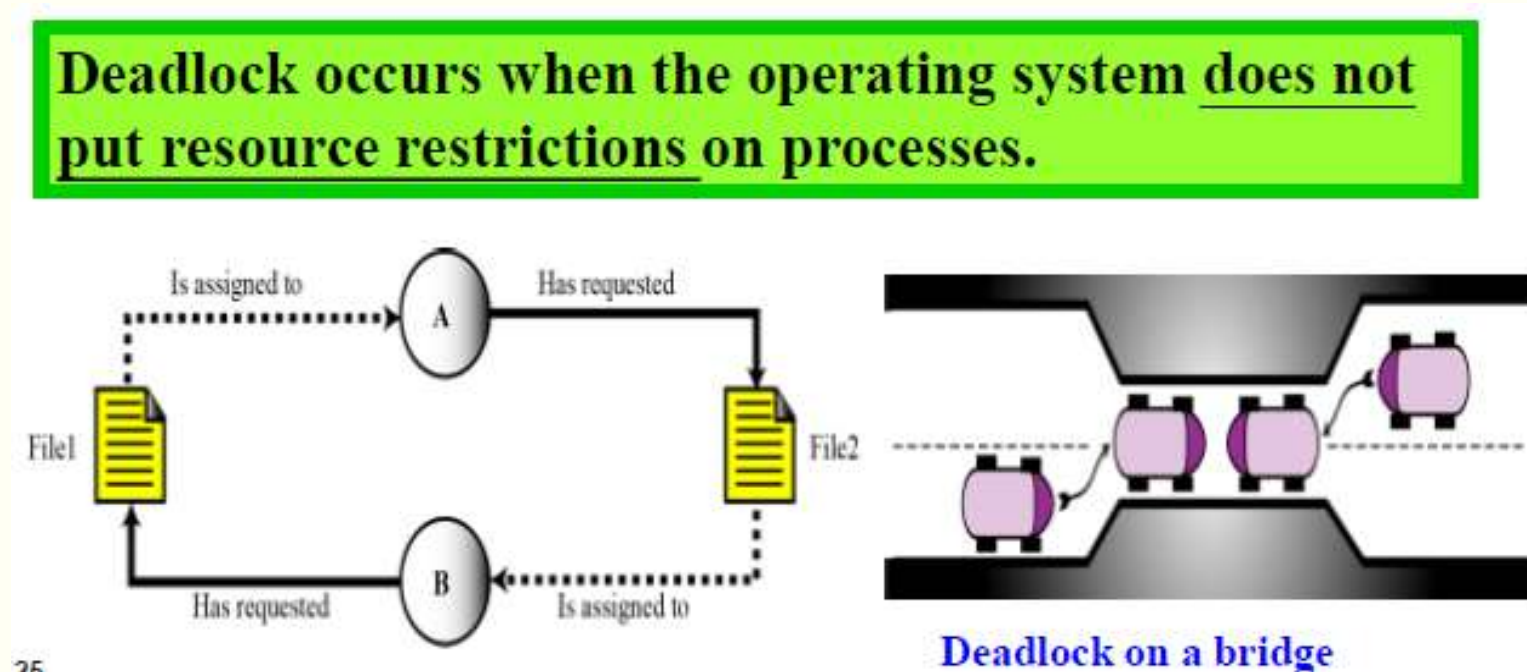 Deadlock occurs when the operating system does not
put resource restrictions on processes.
Is assigned to
A
Has requested
File1
File2
B
Has requested
Is assigned to
Deadlock on a bridge
25